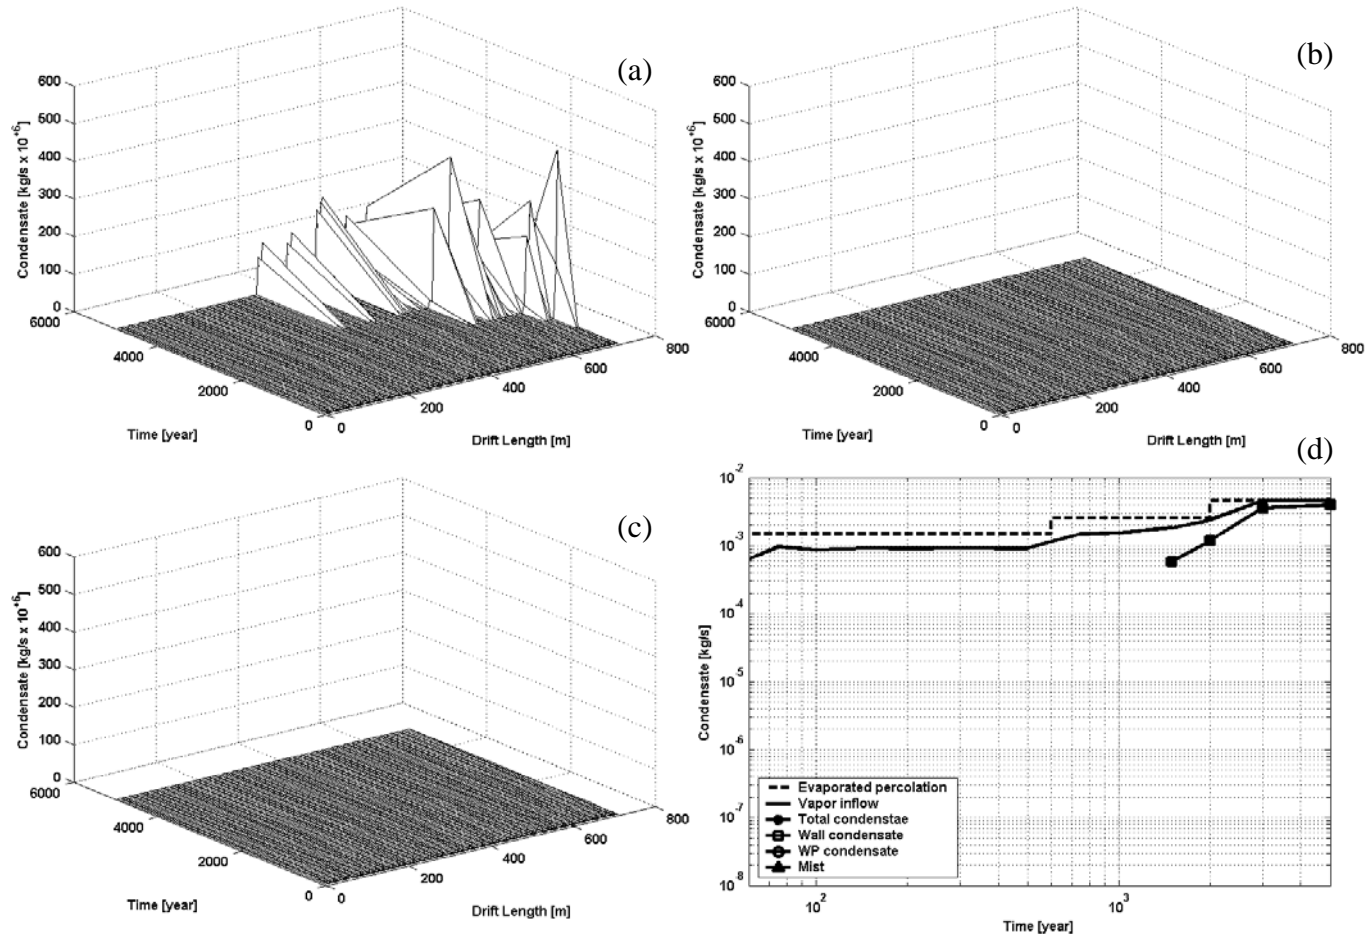 (a)
600
500
400
300
200
100
0
Condensate [kg/s x 10+6]
6000
4000
2000
0
Time [year]
0
200
400
600
800
Drift Length [m]
(b)
600
500
400
300
200
100
0
Condensate [kg/s x 10+6]
6000
4000
2000
0
Time [year]
0
200
400
600
800
Drift Length [m]
(c)
600
500
400
300
200
100
0
Condensate [kg/s x 10+6]
6000
4000
2000
0
Time [year]
0
200
400
600
800
Drift Length [m]
(d)
10-2
10-3
10-4
10-5
10-6
10-7
10-8
Condensate [kg/s]
Evaporated percolation
Vapor inflow
Total condenstae
Wall condensate
WP condensate
Mist
102
103
Time [year]